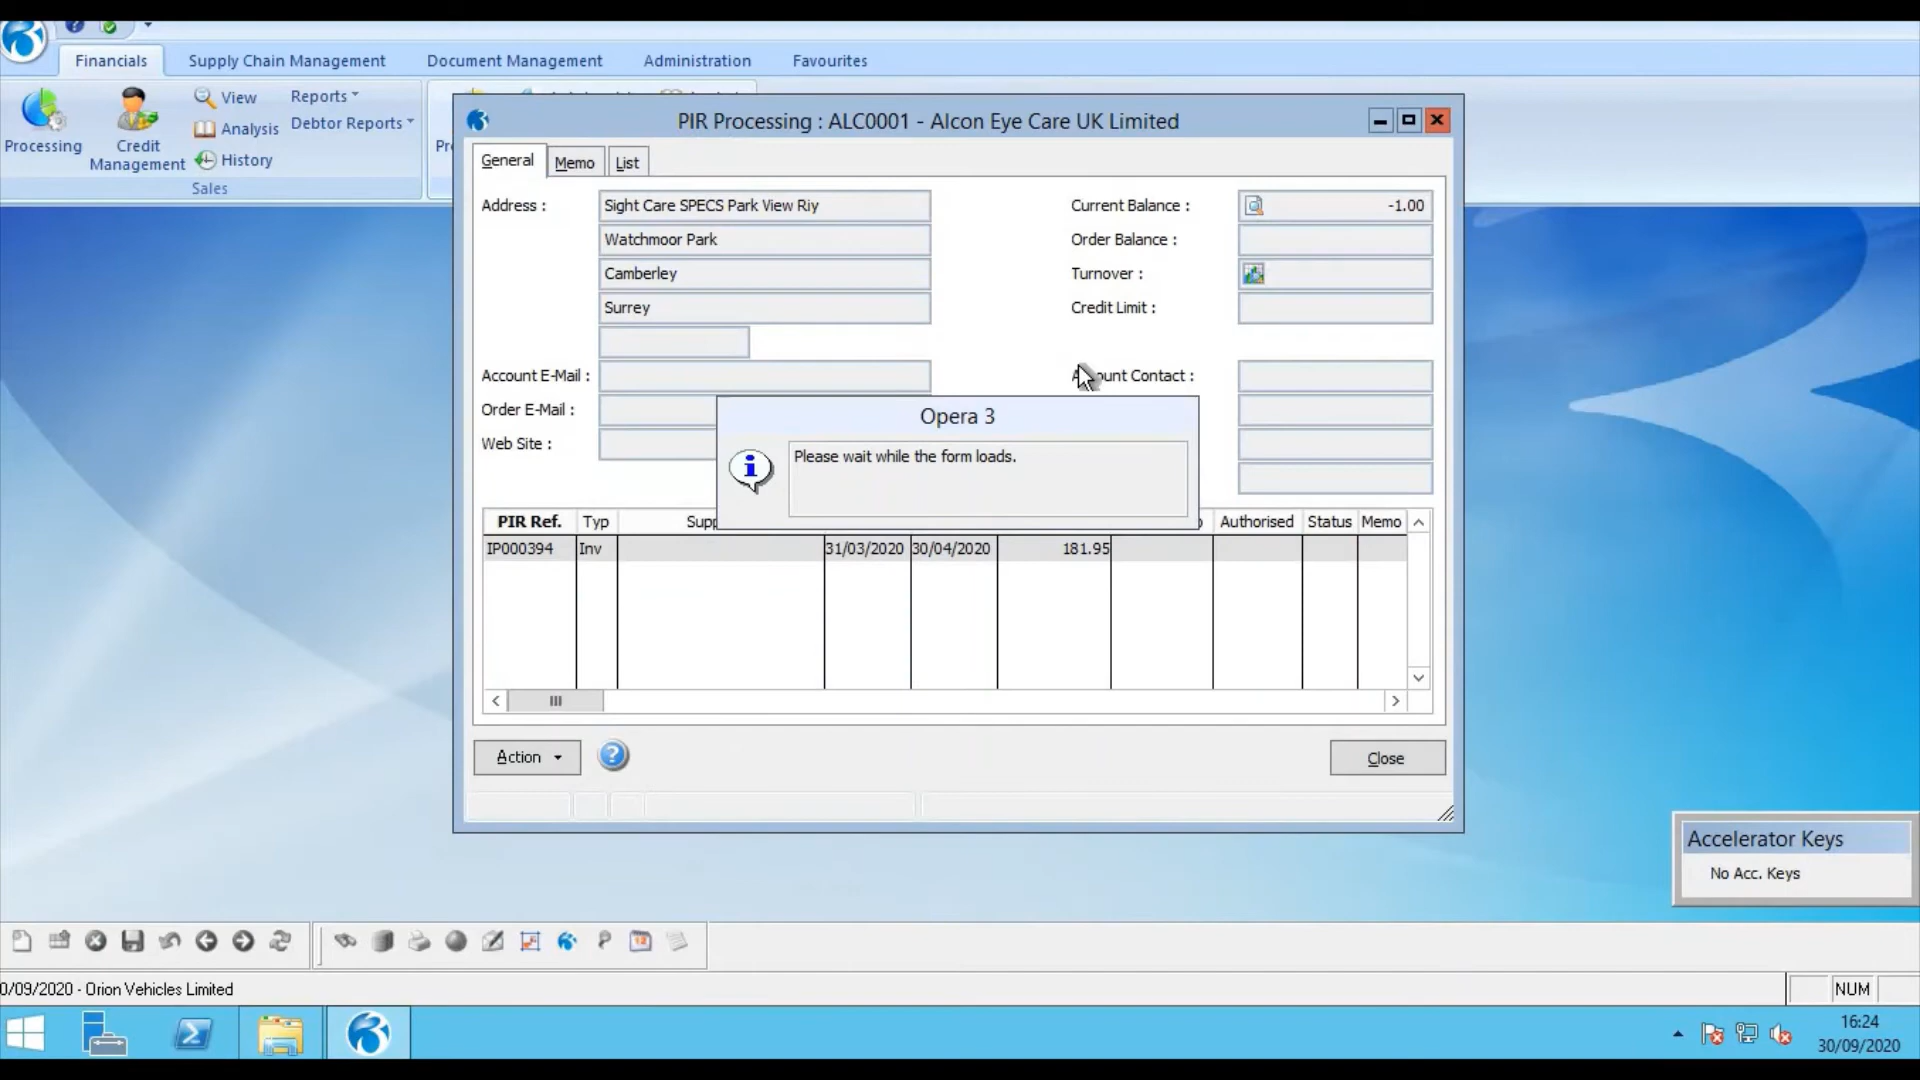 Financials
Supply Chain Management
Document Management
Administration
Favourites
Processing
Credit
Management
View
Analysis
History
Reports
Debtor Reports
Sales
PIR Processing : ALC0001 - Alcon Eye Care UK Limited
General
Memo
List
Address :
Sight Care SPECS Park View Riy
Watchmoor Park
Camberley
Surrey
Account E-Mail :
Order E-Mail :
Web Site :
Current Balance :
-1.00
Order Balance :
Turnover :
Credit Limit :
Contact :
Opera 3
Please wait while the form loads.
PIR Ref.
Typ
Authorised
Status
Memo
IP000394
Inv
31/03/2020
30/04/2020
181.95
Action
Close
Accelerator Keys
No Acc. Keys
0/09/2020 - Orion Vehicles Limited
NUM
16:24
30/09/2020